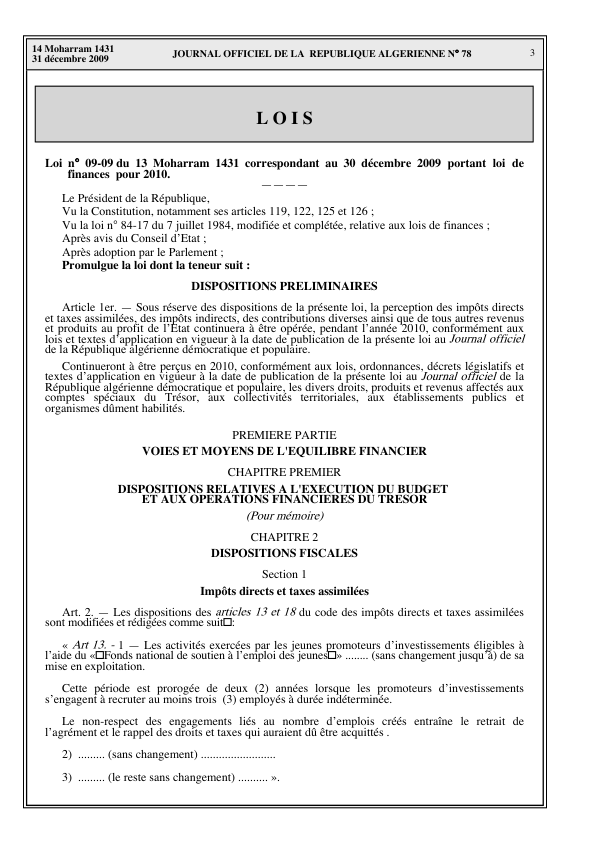 14 Moharram 1431
31 décembre 2009
JOURNAL OFFICIEL DE LA REPUBLIQUE ALGERIENNE N° 78
3
L O I S
Loi n° 09-09 du 13 Moharram 1431 correspondant au 30 décembre 2009 portant loi de
finances pour 2010.
————
Le Président de la République,
Vu la Constitution, notamment ses articles 119, 122, 125 et 126 ;
Vu la loi n° 84-17 du 7 juillet 1984, modifiée et complétée, relative aux lois de finances ;
Après avis du Conseil d'Etat ;
Après adoption par le Parlement ;
Promulgue la loi dont la teneur suit :
DISPOSITIONS PRELIMINAIRES
Article 1er. — Sous réserve des dispositions de la présente loi, la perception des impôts directs
et taxes assimilées, des impôts indirects, des contributions diverses ainsi que de tous autres revenus
et produits au profit de l'Etat continuera à être opérée, pendant l'année 2010, conformément aux
lois et textes d'application en vigueur à la date de publication de la présente loi au Journal officiel
de la République algérienne démocratique et populaire.
Continueront à être perçus en 2010, conformément aux lois, ordonnances, décrets législatifs et
textes d'application en vigueur à la date de publication de la présente loi au Journal officiel de la
République algérienne démocratique et populaire, les divers droits, produits et revenus affectés aux
comptes spéciaux du Trésor, aux collectivités territoriales, aux établissements publics et
organismes dûment habilités.
PREMIERE PARTIE
VOIES ET MOYENS DE L'EQUILIBRE FINANCIER
CHAPITRE PREMIER
DISPOSITIONS RELATIVES A L'EXECUTION DU BUDGET
ET AUX OPERATIONS FINANCIERES DU TRESOR
(Pour mémoire)
CHAPITRE 2
DISPOSITIONS FISCALES
Section 1
Impôts directs et taxes assimilées
Art. 2. — Les dispositions des articles 13 et 18 du code des impôts directs et taxes assimilées
sont modifiées et rédigées comme suit□:
« Art 13. - 1 — Les activités exercées par les jeunes promoteurs d'investissements éligibles à
l'aide du «□Fonds national de soutien à l'emploi des jeunes□» ........ (sans changement jusqu'à) de sa
mise en exploitation.
Cette période est prorogée de deux (2) années lorsque les promoteurs d'investissements
s'engagent à recruter au moins trois (3) employés à durée indéterminée.
Le non-respect des engagements liés au nombre d'emplois créés entraîne le retrait de
l'agrément et le rappel des droits et taxes qui auraient dû être acquittés .
2) ......... (sans changement) .........................
3) ......... (le reste sans changement) .......... ».